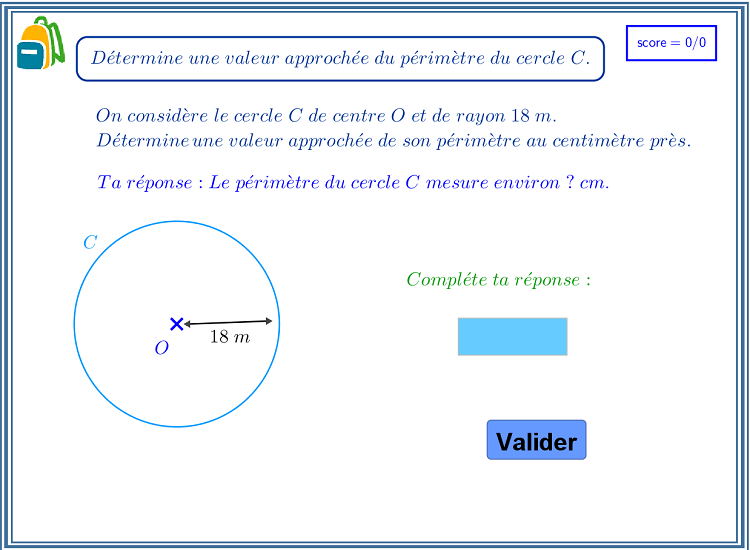 Détermine une valeur approchée du périmètre du cercle C.
score = 0/0
On considère le cercle C de centre O et de rayon 18 m.
Détermine une valeur approchée de son périmètre au centimètre près.
Ta réponse : Le périmètre du cercle C mesure environ ? cm.
C
Compléte ta réponse :
18 m
O
Valider